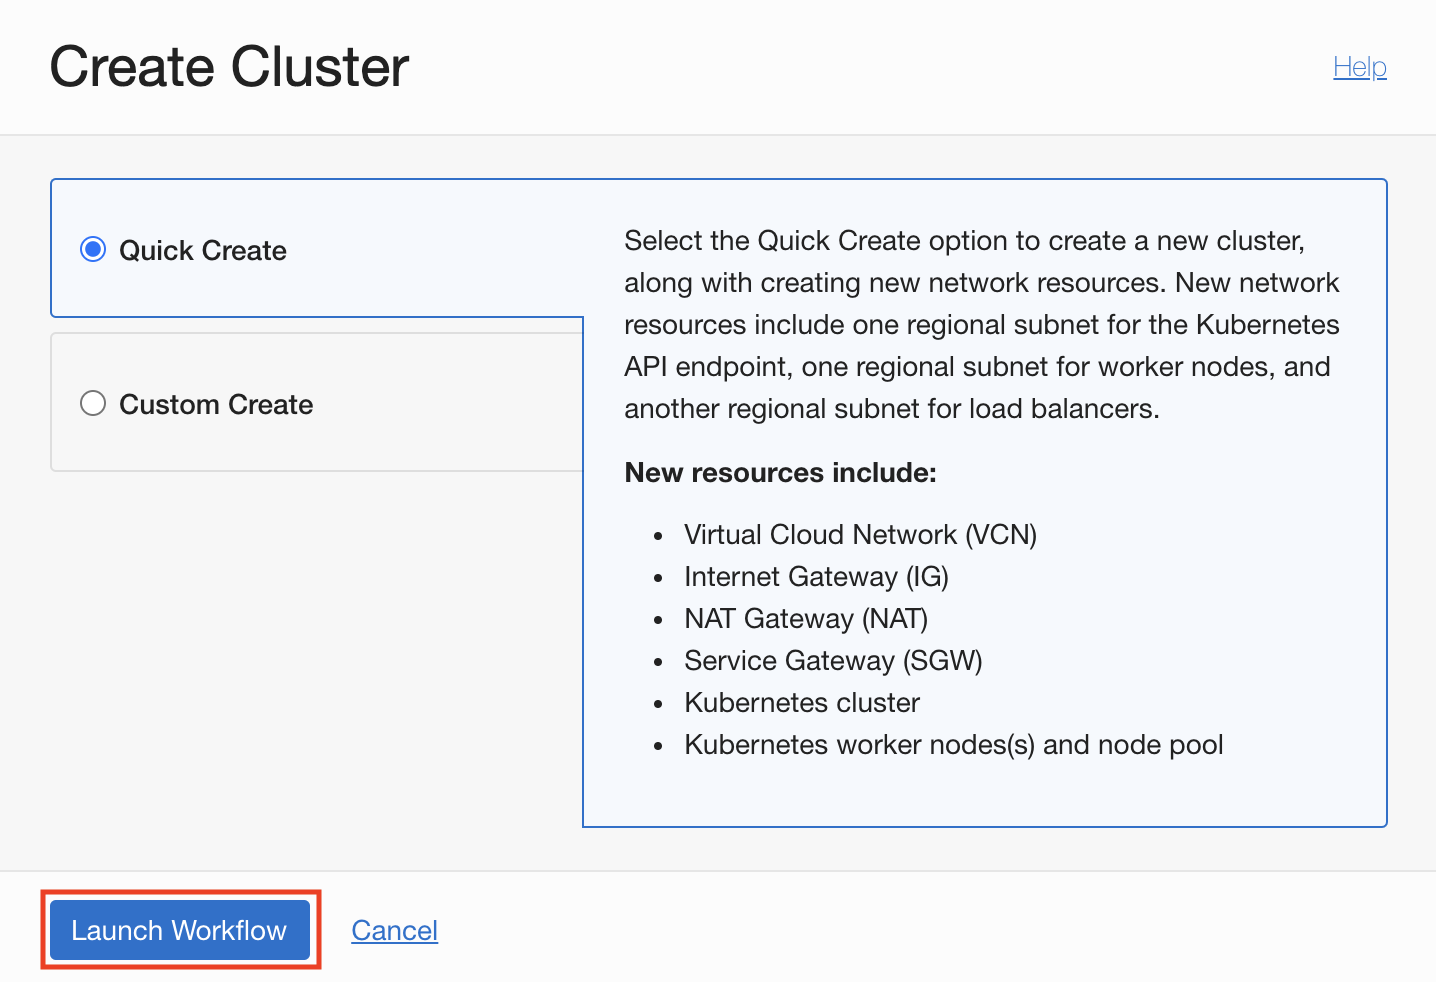 Create Cluster
Help
Quick Create
Custom Create
Select the Quick Create option to create a new cluster,
along with creating new network resources. New network
resources include one regional subnet for the Kubernetes
API endpoint, one regional subnet for worker nodes, and
another regional subnet for load balancers.
New resources include:
• Virtual Cloud Network (VCN)
• Internet Gateway (IG)
• NAT Gateway (NAT)
• Service Gateway (SGW)
• Kubernetes cluster
• Kubernetes worker nodes(s) and node pool
Launch Workflow
Cancel